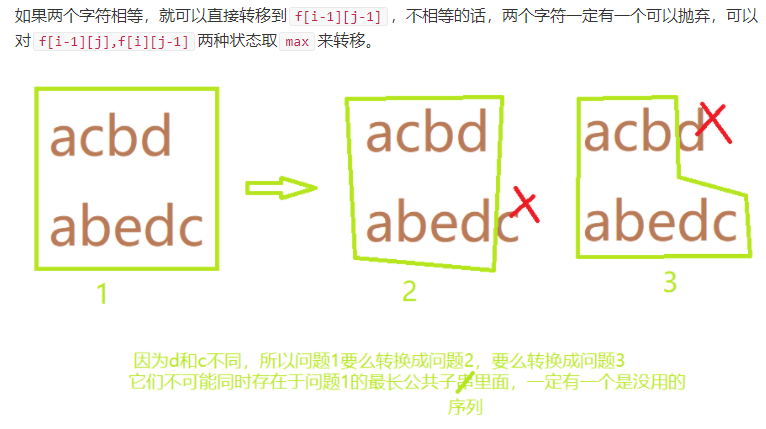 如果两个字符相等，就可以直接转移到 f[i-1][j-1] ，不相等的话，两个字符一定有一个可以抛弃，可以
对 f[i-1][j],f[i][j-1] 两种状态取 max 来转移。
acbd
abedc
1
acbd
abedc
2
acbd
abedc
3
因为d和c不同，所以问题1要么转换成问题2，要么转换成问题3
它们不可能同时存在于问题1的最长公共子串里面，一定有一个是没用的
序列